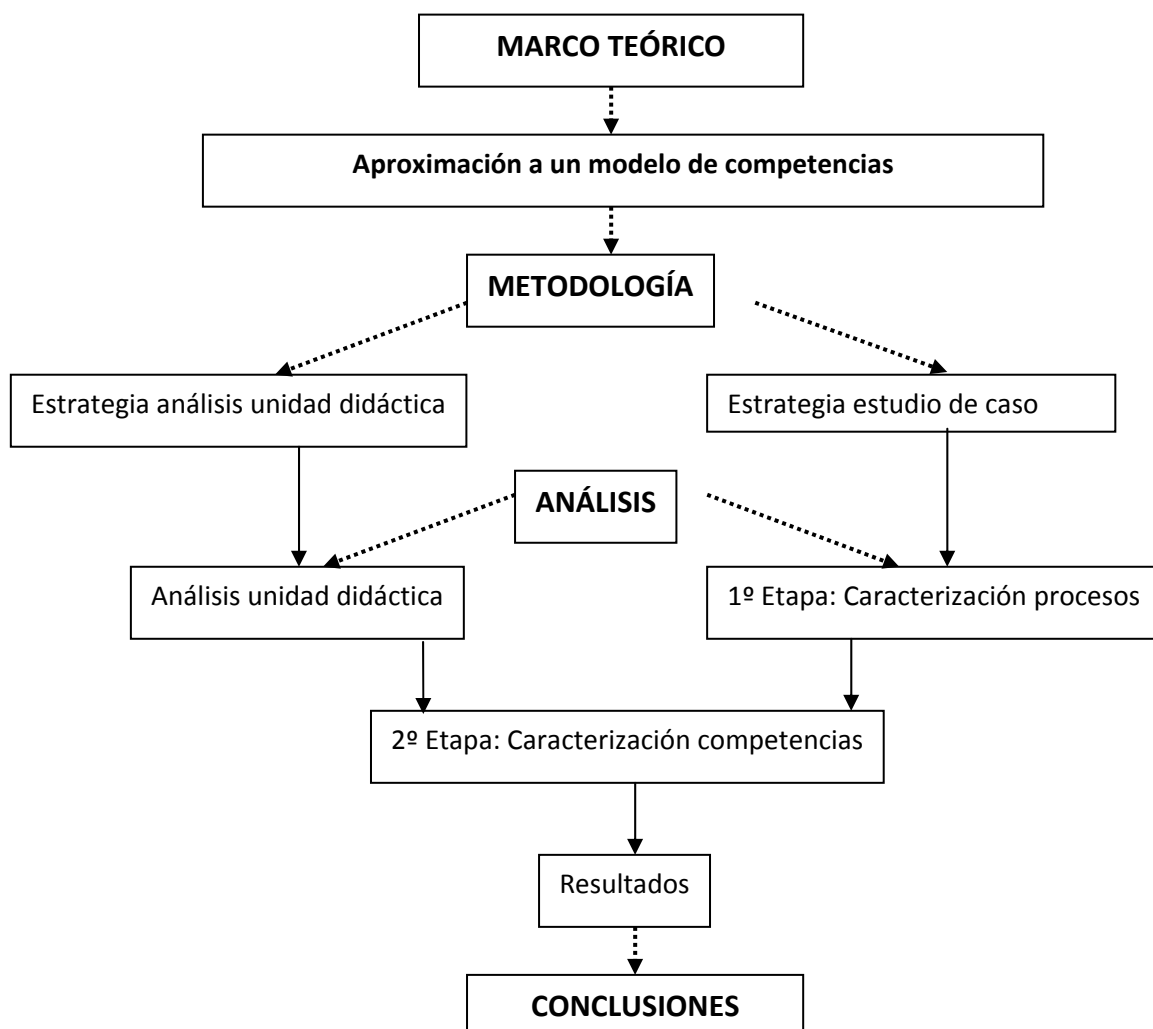 MARCO TEÓRICO
Aproximación a un modelo de competencias
METODOLOGÍA
Estrategia análisis unidad didáctica
Estrategia estudio de caso
ANÁLISIS
Análisis unidad didáctica
1º Etapa: Caracterización procesos
2º Etapa: Caracterización competencias
Resultados
CONCLUSIONES